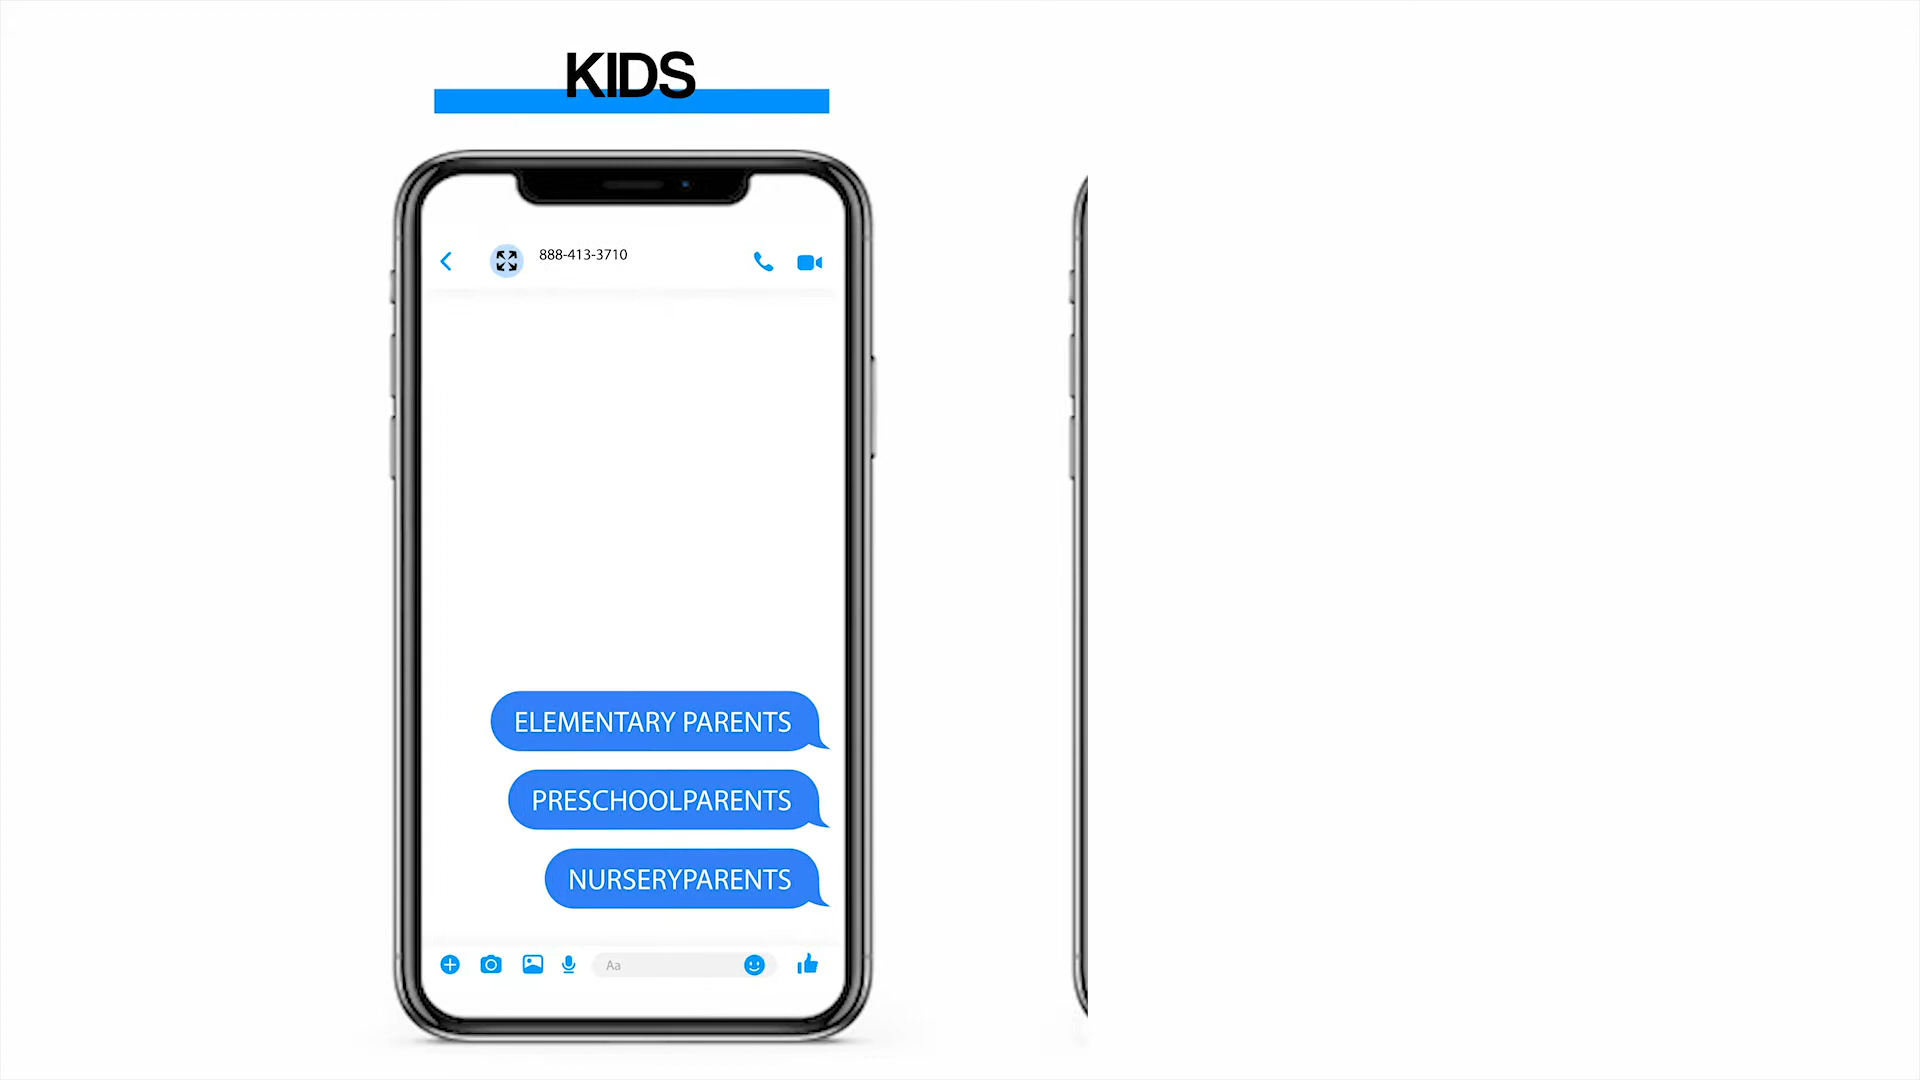 KIDS
888-413-3710
ELEMENTARY PARENTS
PRESCHOOLPARENTS
NURSERYPARENTS
Aa